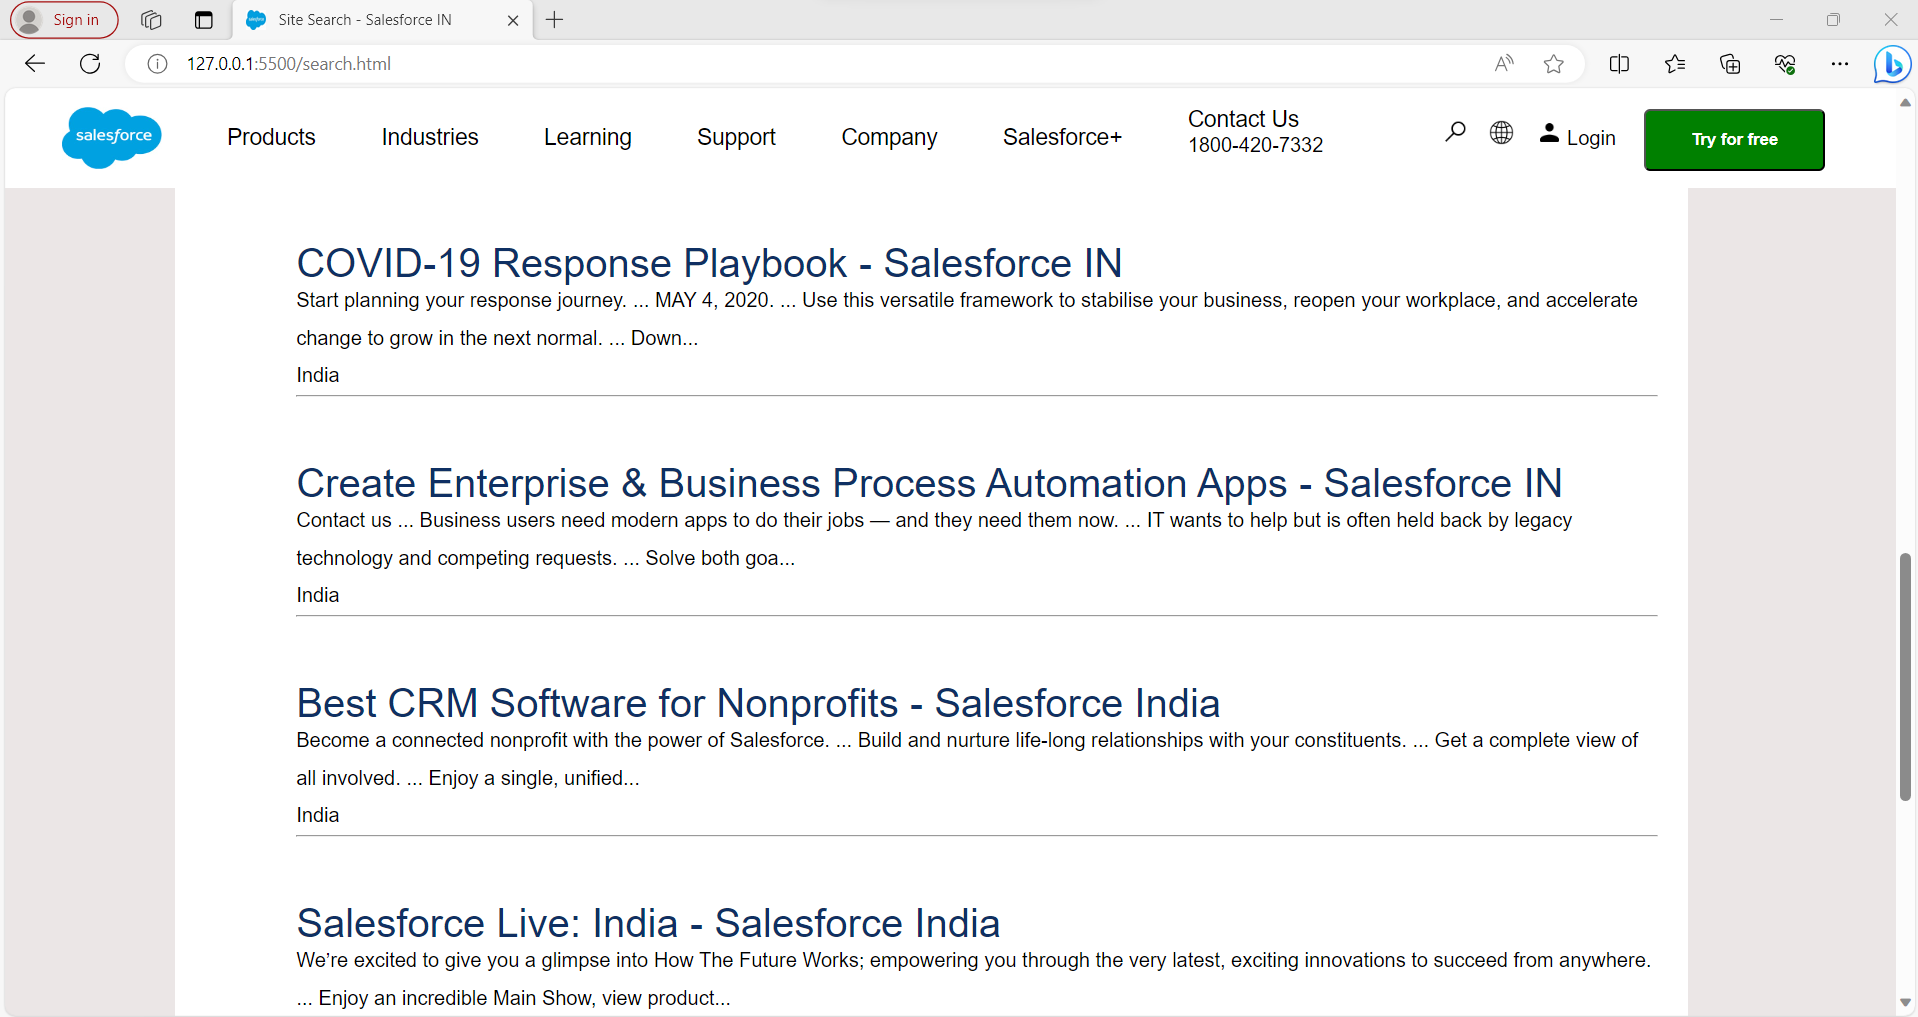 Sign in
Site Search - Salesforce IN
127.0.0.1:5500/search.html
salesforce
Products
Industries
Learning
Support
Company
Salesforce+
Contact Us
1800-420-7332
Login
Try for free
COVID-19 Response Playbook - Salesforce IN
Start planning your response journey. ... MAY 4, 2020. ... Use this versatile framework to stabilise your business, reopen your workplace, and accelerate
change to grow in the next normal. ... Down...
India
Create Enterprise & Business Process Automation Apps - Salesforce IN
Contact us ... Business users need modern apps to do their jobs — and they need them now. ... IT wants to help but is often held back by legacy
technology and competing requests. ... Solve both goa...
India
Best CRM Software for Nonprofits - Salesforce India
Become a connected nonprofit with the power of Salesforce. ... Build and nurture life-long relationships with your constituents. ... Get a complete view of
all involved. ... Enjoy a single, unified...
India
Salesforce Live: India - Salesforce India
We’re excited to give you a glimpse into How The Future Works; empowering you through the very latest, exciting innovations to succeed from anywhere.
... Enjoy an incredible Main Show, view product...